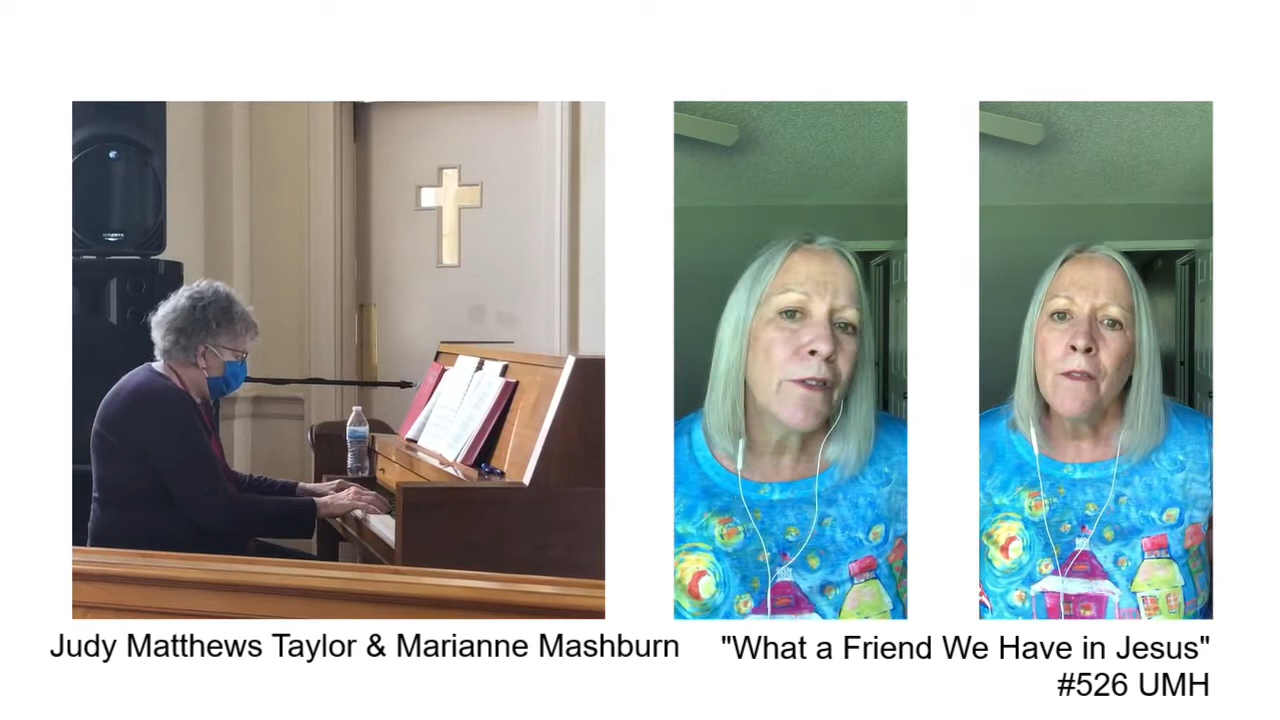 Judy Matthews Taylor & Marianne Mashburn
"What a Friend We Have in Jesus"
#526 UMH